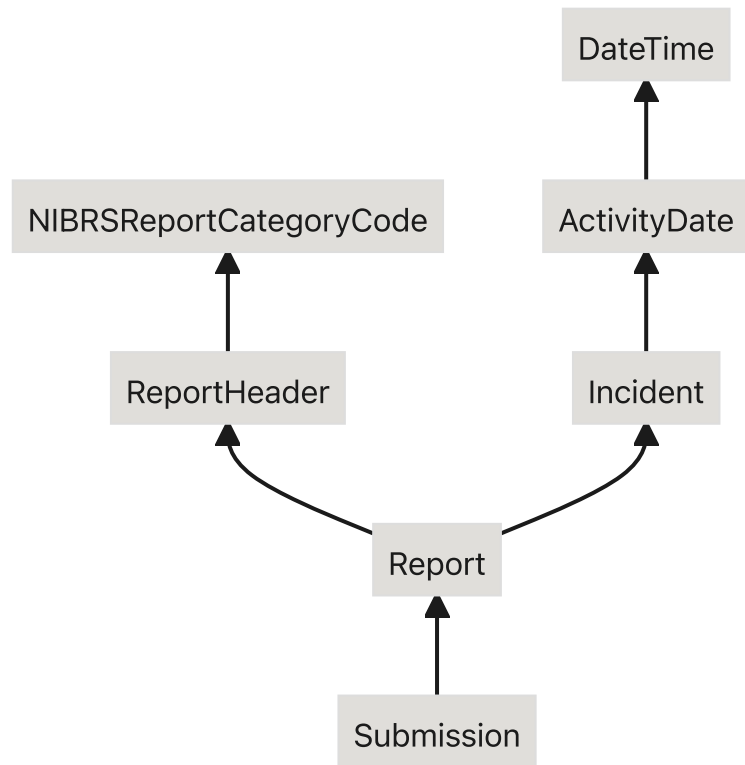 DateTime
NIBRSReportCategoryCode
ActivityDate
ReportHeader
Incident
Report
Submission